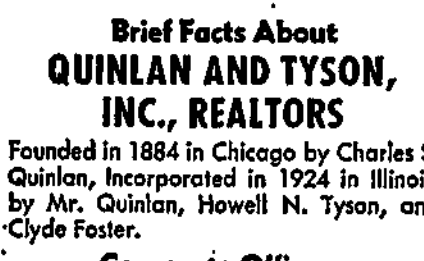 Brief Facts About
QUINLAN AND TYSON,
INC., REALTORS
Founded in 1884 in Chicago by Charles
Quinlan, Incorporated in 1924 in
by Mr. Quinlan, Howell N. Tyson,
Clyde Foster.